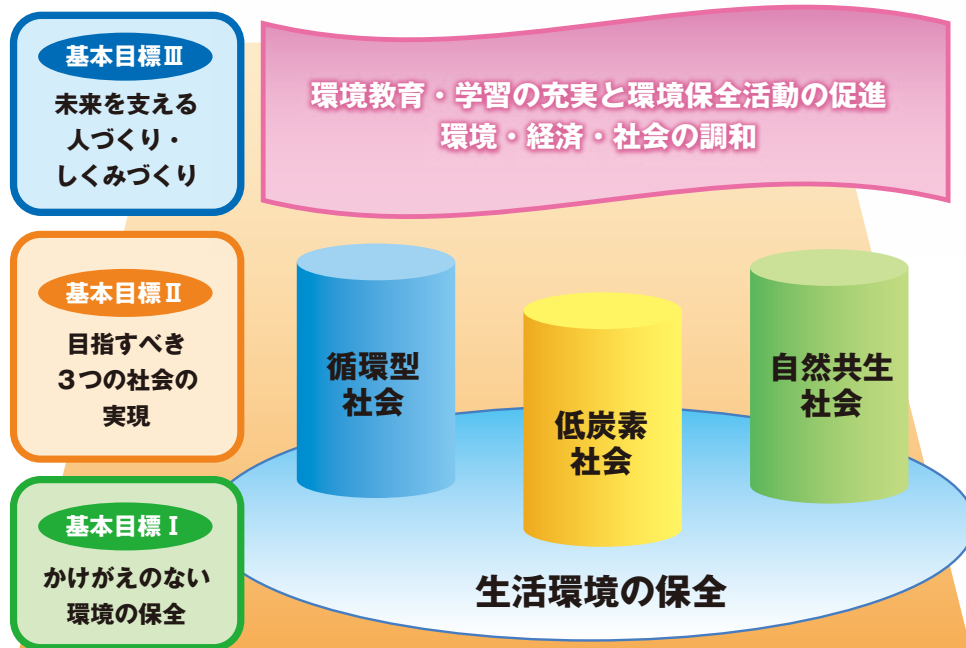 基本目標Ⅲ
未来を支える
人づくり・
しくみづくり
環境教育・学習の充実と環境保全活動の促進
環境・経済・社会の調和
基本目標Ⅱ
目指すべき
３つの社会の
実現
循環型
社会
低炭素
社会
自然共生
社会
基本目標Ⅰ
かけがえのない
環境の保全
生活環境の保全